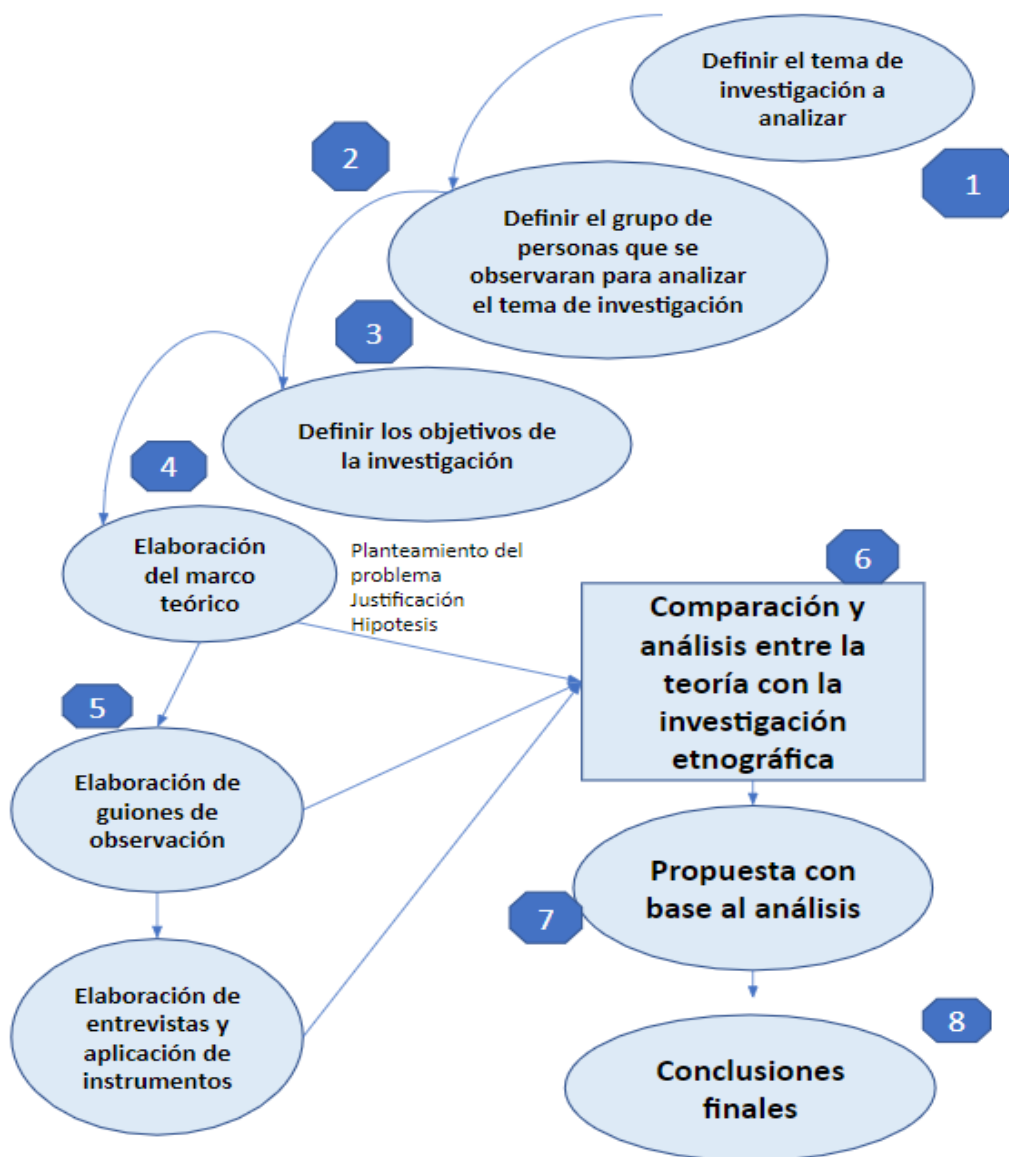 Definir el tema de
investigación a
analizar
1
2
Definir el grupo de
personas que se
observaran para analizar
el tema de investigación
3
Definir los objetivos de
la investigación
4
Elaboración
del marco
teórico
Planteamiento del
problema
Justificación
Hipotesis
5
Elaboración de
guiones de
observación
Elaboración de
entrevistas y
aplicación de
instrumentos
6
Comparación y
análisis entre la
teoría con la
investigación
etnográfica
7
Propuesta con
base al análisis
8
Conclusiones
finales